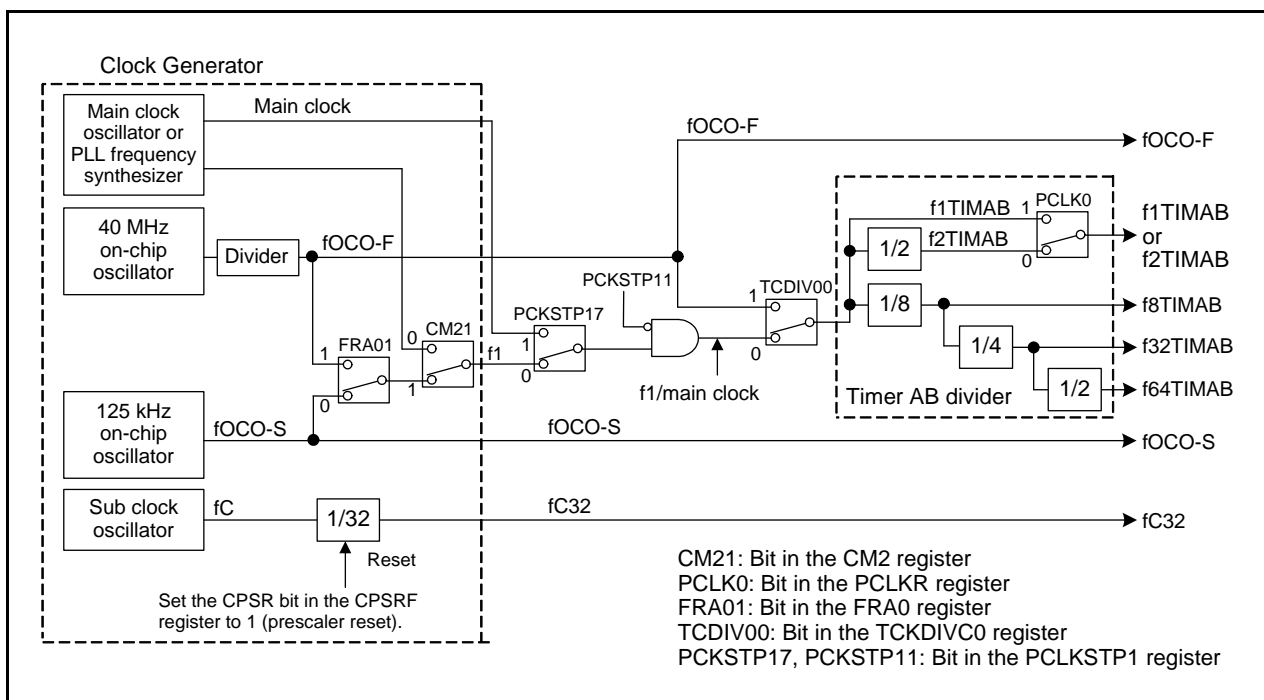 Clock Generator
Main clock
oscillator or
PLL frequency
synthesizer
Main clock
fOCO-F
fOCO-F
40 MHz
on-chip
oscillator
Divider
fOCO-F
f1TIMAB
1
PCLK0
f1TIMAB
or
f2TIMAB
1/2
f2TIMAB
0
PCKSTP11
TCDIV00
1
0
1/8
f8TIMAB
FRA01
1
0
CM21
0
1
f1
PCKSTP17
1
0
f1/main clock
1/4
f32TIMAB
1/2
f64TIMAB
Timer AB divider
125 kHz
on-chip
oscillator
fOCO-S
fOCO-S
fOCO-S
Sub clock
oscillator
fC
1/32
fC32
fC32
Reset
Set the CPSR bit in the CPSRF
register to 1 (prescaler reset).
CM21: Bit in the CM2 register
PCLK0: Bit in the PCLKR register
FRA01: Bit in the FRA0 register
TCDIV00: Bit in the TCKDIVC0 register
PCKSTP17, PCKSTP11: Bit in the PCLKSTP1 register